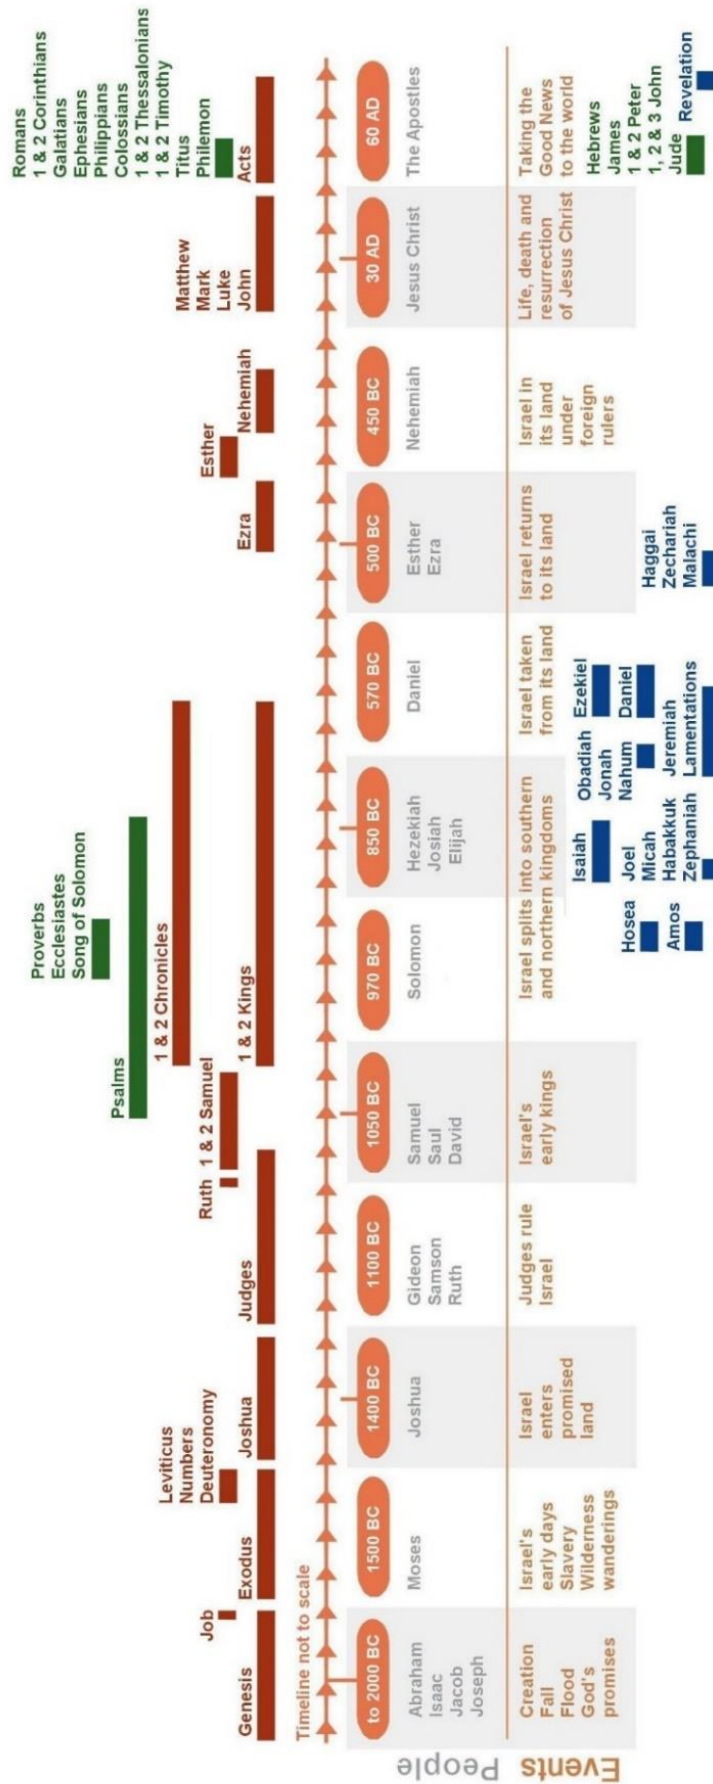 Proverbs
Ecclesiastes
Song of Solomon
Psalms
1 & 2 Chronicles
Romans
1 & 2 Corinthians
Galatians
Ephesians
Philippians
Colossians
1 & 2 Thessalonians
1 & 2 Timothy
Titus
Philemon
Leviticus
Numbers
Deuteronomy
Matthew
Mark
Luke
John
Job
Ruth
1 & 2 Samuel
Esther
Genesis
Exodus
Joshua
Judges
1 & 2 Kings
Ezra
Nehemiah
Acts
Timeline not to scale
to 2000 BC
1500 BC
1400 BC
1100 BC
1050 BC
970 BC
850 BC
570 BC
500 BC
450 BC
30 AD
60 AD
People
Abraham
Isaac
Jacob
Joseph
Moses
Joshua
Gideon
Samson
Ruth
Samuel
Saul
David
Solomon
Hezekiah
Josiah
Elijah
Daniel
Esther
Ezra
Nehemiah
Jesus Christ
The Apostles
Events
Creation
Fall
Flood
God's
promises
Israel's
early days
Slavery
Wilderness
wanderings
Israel
enters
promised
land
Judges rule
Israel
Israel's
early kings
Israel splits into southern
and northern kingdoms
Israel taken
from its land
Israel returns
to its land
Israel in
its land
under
foreign
rulers
Life, death and
resurrection
of Jesus Christ
Taking the
Good News
to the world
Hosea
Amos
Isaiah
Joel
Micah
Habakkuk
Zephaniah
Obadiah
Jonah
Nahum
Jeremiah
Lamentations
Ezekiel
Daniel
Haggai
Zechariah
Malachi
Hebrews
James
1 & 2 Peter
1, 2 & 3 John
Jude
Revelation